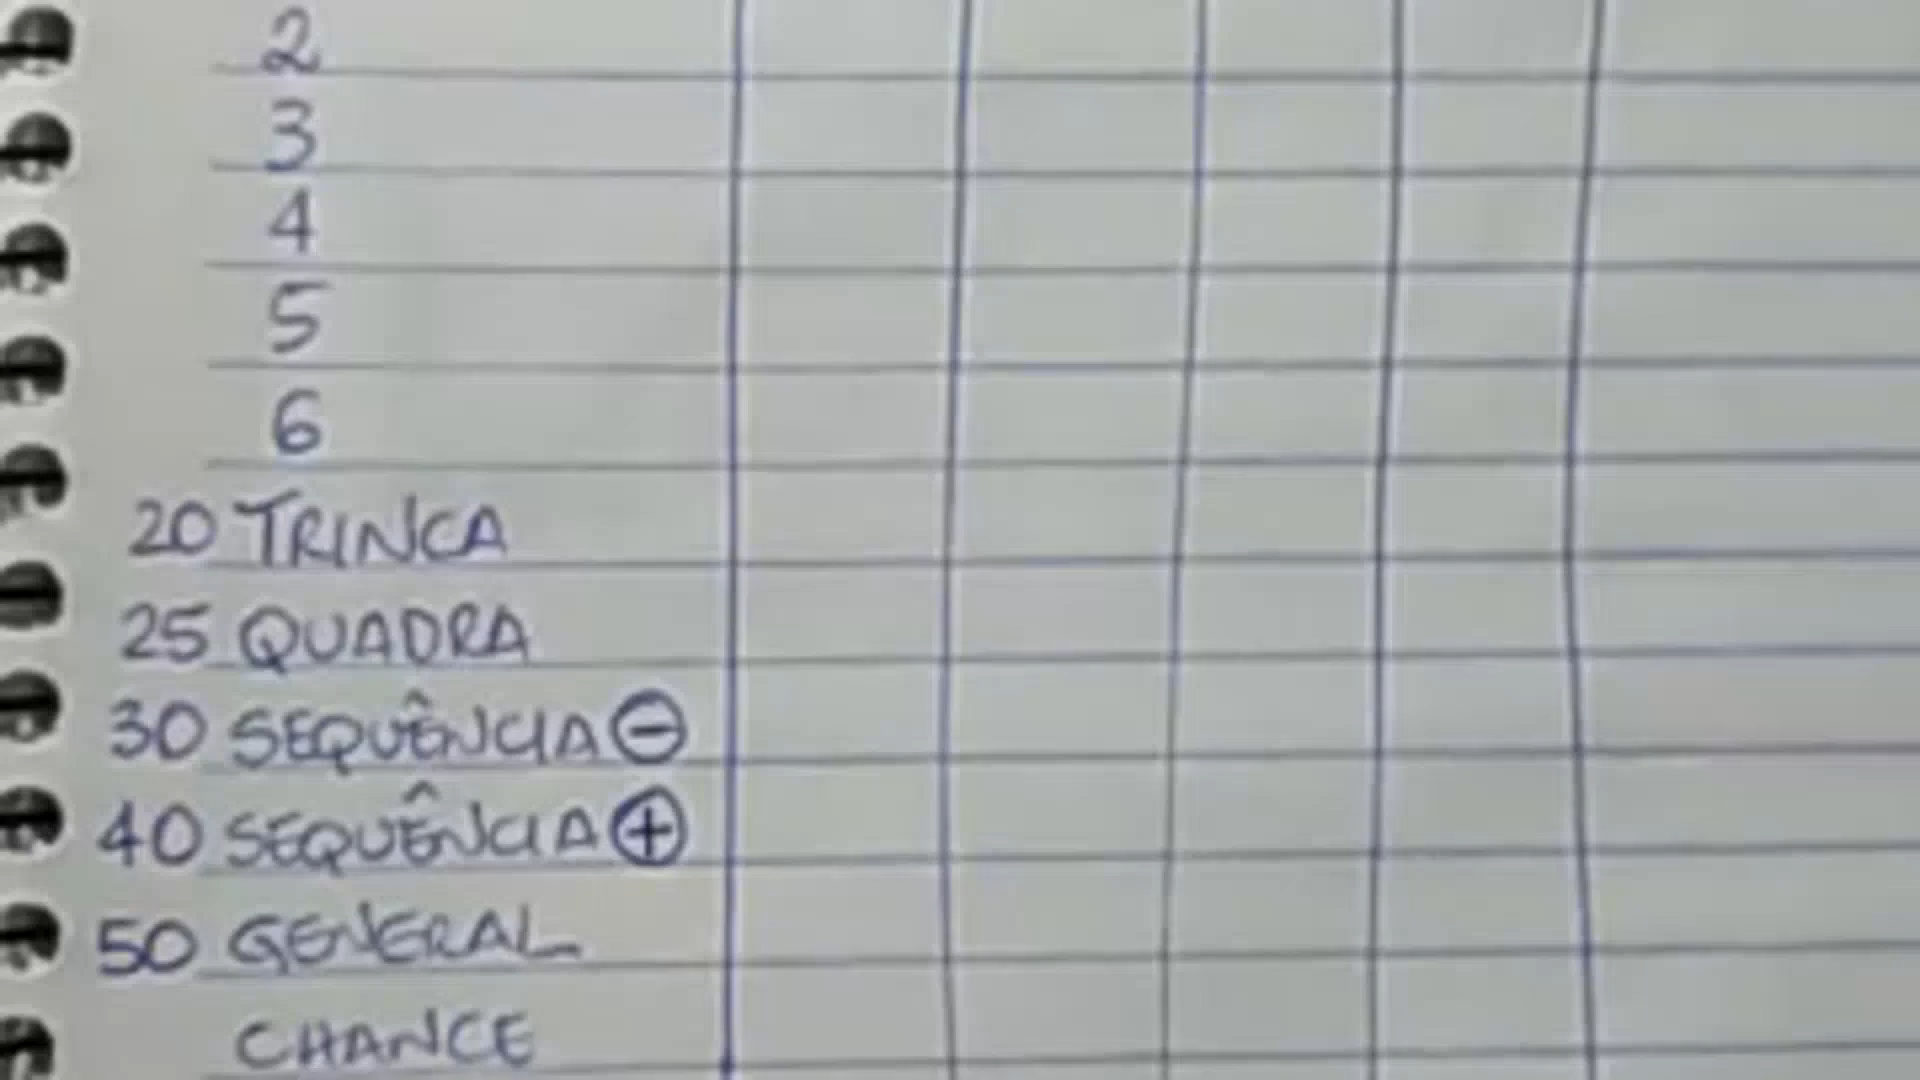 2
3
4
5
6
20 TRINCA
25 QUADRA
30 SEQUÊNCIA ⊖
40 SEQUÊNCIA ⊕
50 GENERAL
CHANCE